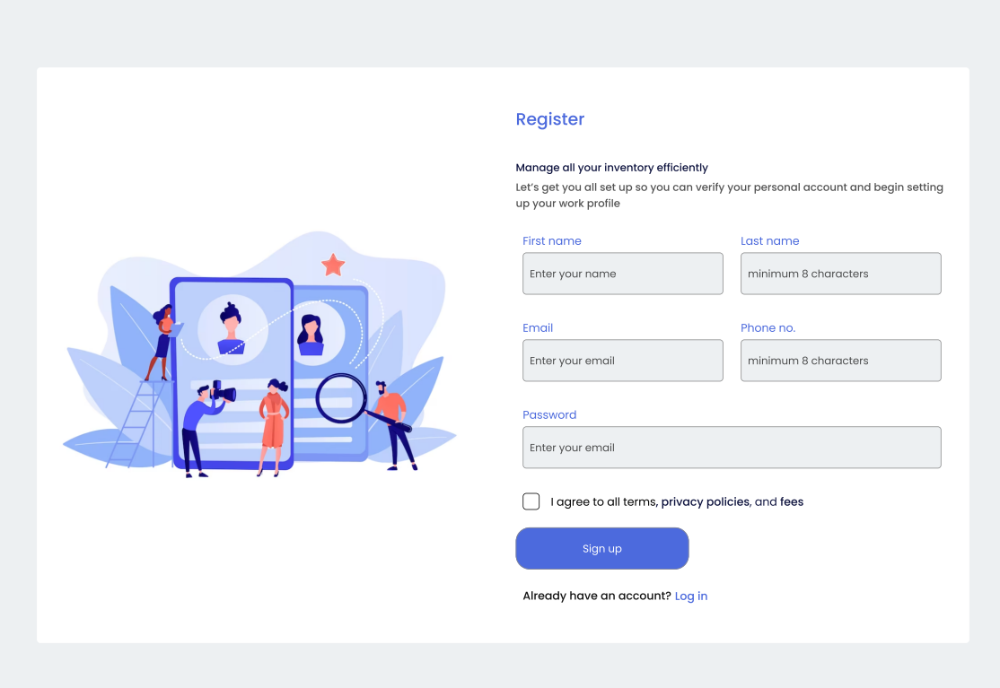 Register
Manage all your inventory efficiently
Let’s get you all set up so you can verify your personal account and begin setting
up your work profile
First name
Last name
Enter your name
minimum 8 characters
Email
Phone no.
Enter your email
minimum 8 characters
Password
Enter your email
I agree to all terms, privacy policies, and fees
Sign up
Already have an account? Log in